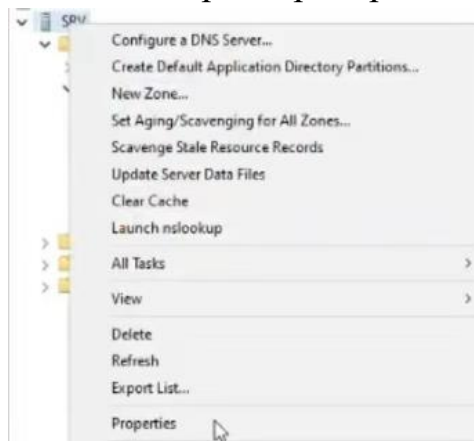 SRV
Configure a DNS Server...
Create Default Application Directory Partitions...
New Zone...
Set Aging/Scavenging for All Zones...
Scavenge Stale Resource Records
Update Server Data Files
Clear Cache
Launch nslookup
All Tasks
View
Delete
Refresh
Export List...
Properties